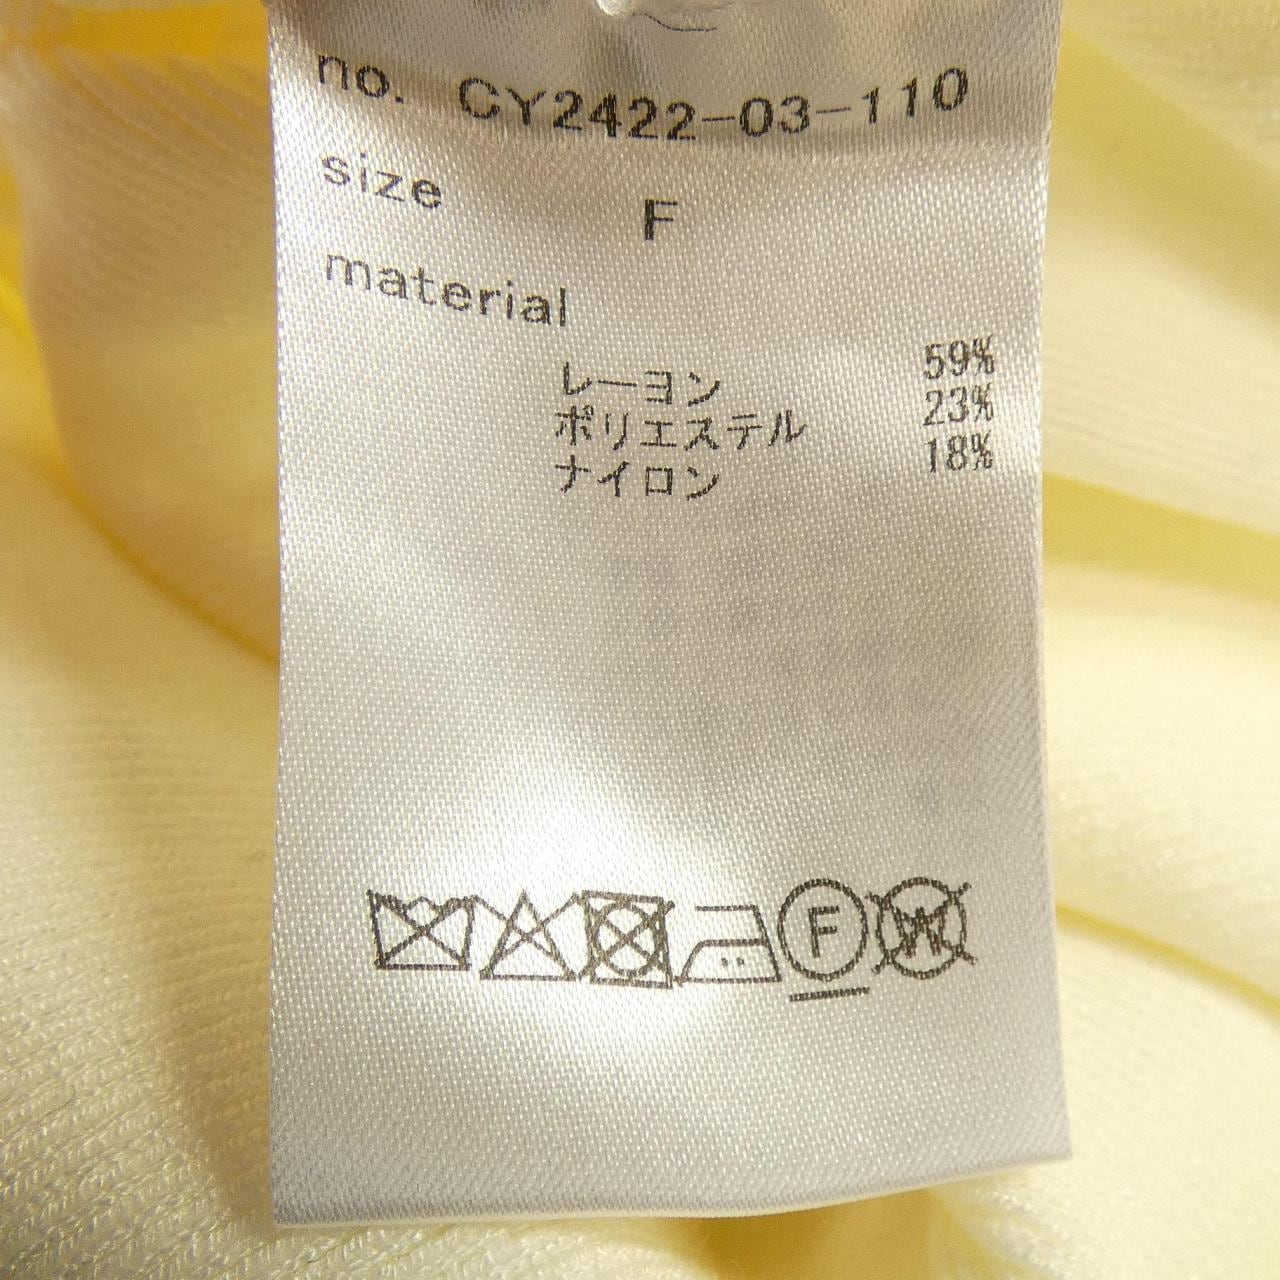 no. CY2422-03-110
size F
material
レーヨン 59%
ポリエステル 23%
ナイロン 18%
F W